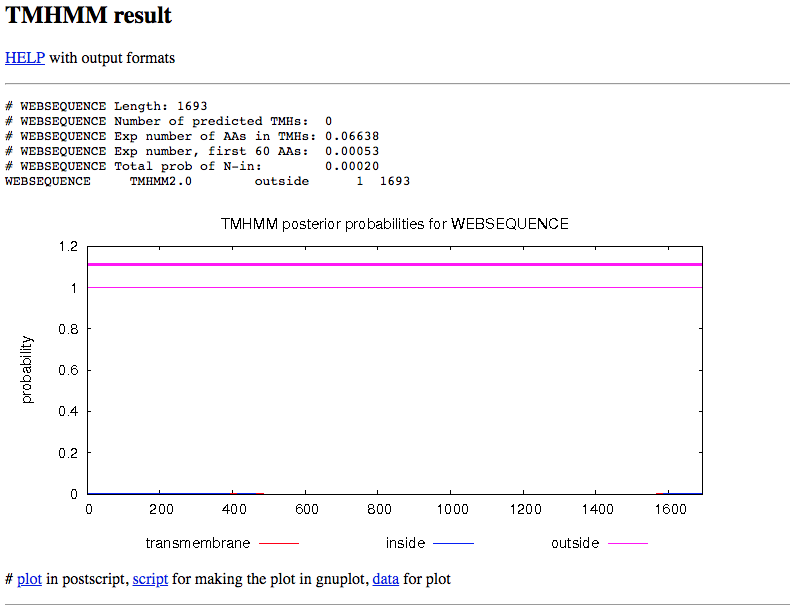 TMHMM result
HELP with output formats
# WEBSEQUENCE Length: 1693
# WEBSEQUENCE Number of predicted TMHs:  0
# WEBSEQUENCE Exp number of AAs in TMHs: 0.06638
# WEBSEQUENCE Exp number, first 60 AAs:  0.00053
# WEBSEQUENCE Total prob of N-in:        0.00020
WEBSEQUENCE     TMHMM2.0        outside      1  1693
TMHMM posterior probabilities for WEBSEQUENCE
1.2
1
0.8
0.6
0.4
0.2
0
probability
0 200 400 600 800 1000 1200 1400 1600
transmembrane inside outside
# plot in postscript, script for making the plot in gnuplot, data for plot